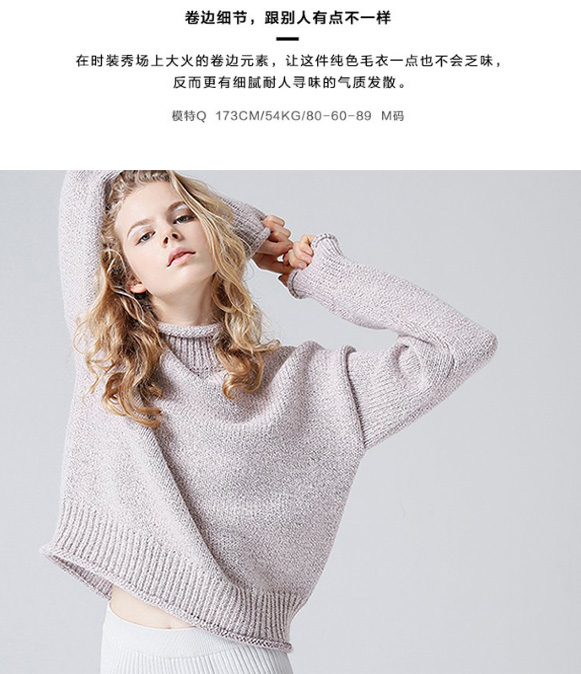 卷边细节，跟别人有点不一样
在时装秀场上大火的卷边元素，让这件纯色毛衣一点也不会乏味，
反而更有细腻耐人寻味的气质发散。
模特Q 173CM/54KG/80-60-89 M码